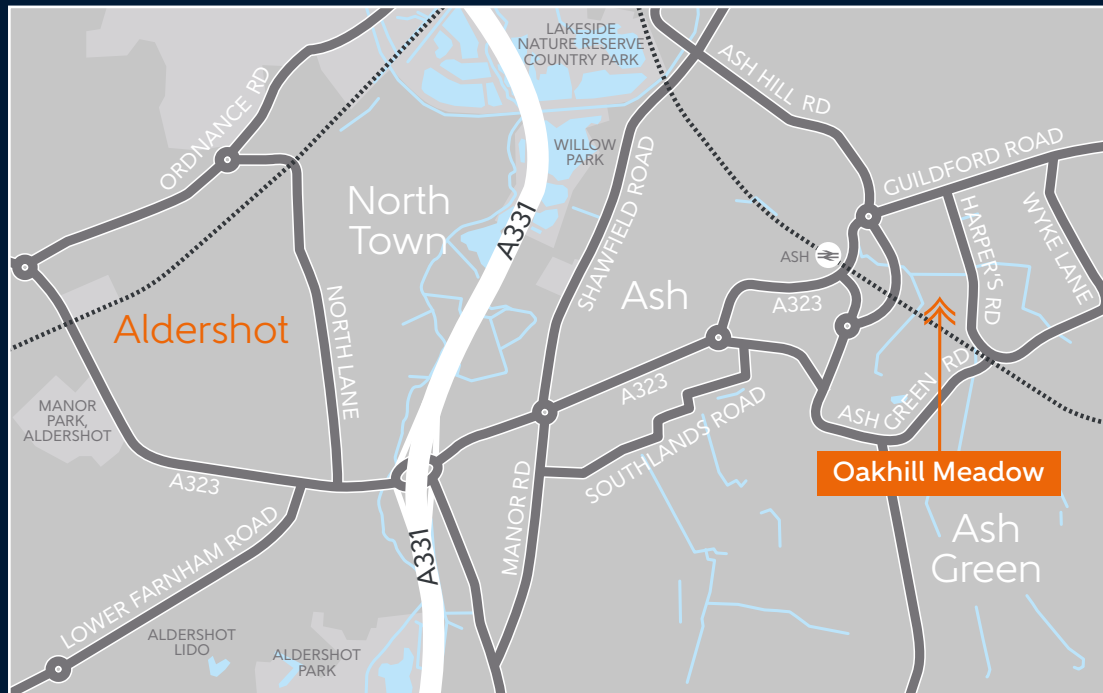 LAKESIDE
NATURE RESERVE
COUNTRY PARK
ASH HILL RD
ORDNANCE RD
WILLOW
PARK
GUILDFORD ROAD
North
Town
A331
SHAWFIELD ROAD
HARPER'S RD
WYKE LANE
ASH
Ash
A323
Aldershot
NORTH LANE
MANOR
PARK,
ALDERSHOT
A323
ASH GREEN RD
SOUTHLANDS ROAD
Oakhill Meadow
A323
MANOR RD
Ash
Green
A331
LOWER FARNHAM ROAD
ALDERSHOT
LIDO
ALDERSHOT
PARK